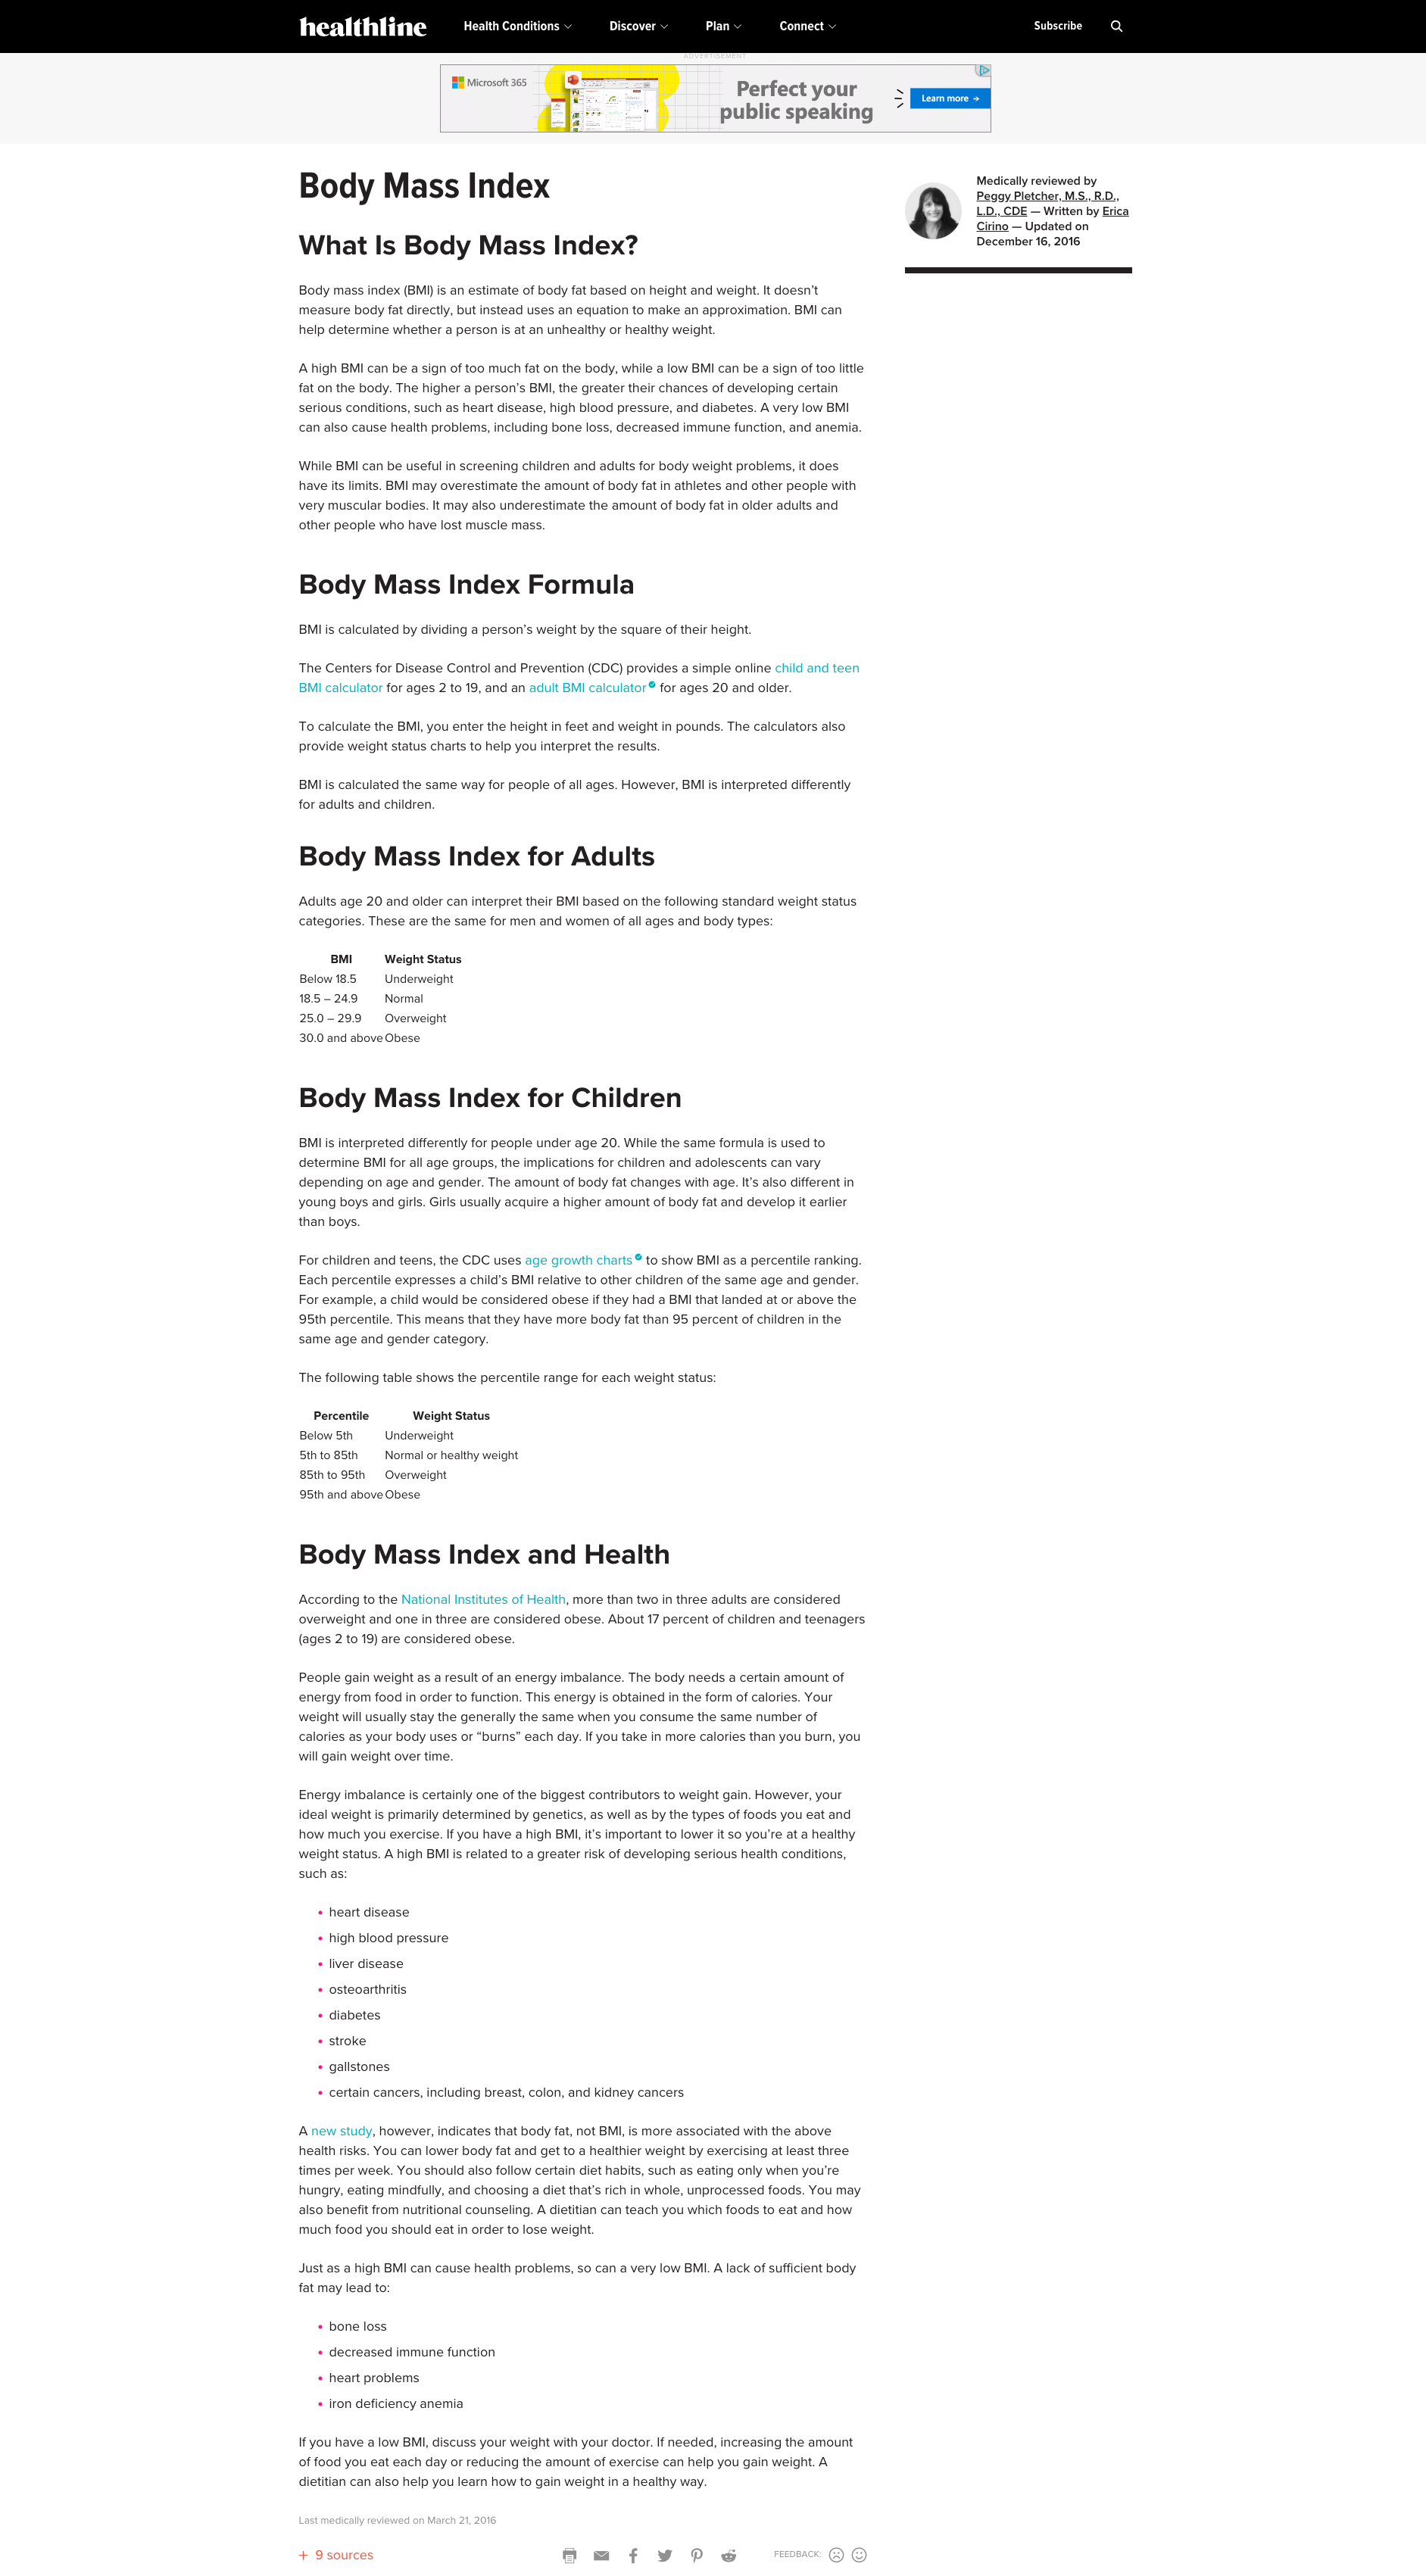 healthline
Health Conditions
Discover
Plan
Connect
Subscribe
ADVERTISEMENT
Microsoft 365
Perfect your
public speaking
Learn more →
Body Mass Index
Medically reviewed by
Peggy Pletcher, M.S., R.D.,
L.D., CDE — Written by Erica
Cirino — Updated on
December 16, 2016
What Is Body Mass Index?
Body mass index (BMI) is an estimate of body fat based on height and weight. It doesn’t
measure body fat directly, but instead uses an equation to make an approximation. BMI can
help determine whether a person is at an unhealthy or healthy weight.
A high BMI can be a sign of too much fat on the body, while a low BMI can be a sign of too little
fat on the body. The higher a person’s BMI, the greater their chances of developing certain
serious conditions, such as heart disease, high blood pressure, and diabetes. A very low BMI
can also cause health problems, including bone loss, decreased immune function, and anemia.
While BMI can be useful in screening children and adults for body weight problems, it does
have its limits. BMI may overestimate the amount of body fat in athletes and other people with
very muscular bodies. It may also underestimate the amount of body fat in older adults and
other people who have lost muscle mass.
Body Mass Index Formula
BMI is calculated by dividing a person’s weight by the square of their height.
The Centers for Disease Control and Prevention (CDC) provides a simple online child and teen
BMI calculator for ages 2 to 19, and an adult BMI calculator for ages 20 and older.
To calculate the BMI, you enter the height in feet and weight in pounds. The calculators also
provide weight status charts to help you interpret the results.
BMI is calculated the same way for people of all ages. However, BMI is interpreted differently
for adults and children.
Body Mass Index for Adults
Adults age 20 and older can interpret their BMI based on the following standard weight status
categories. These are the same for men and women of all ages and body types:
BMI Weight Status
Below 18.5 Underweight
18.5 – 24.9 Normal
25.0 – 29.9 Overweight
30.0 and above Obese
Body Mass Index for Children
BMI is interpreted differently for people under age 20. While the same formula is used to
determine BMI for all age groups, the implications for children and adolescents can vary
depending on age and gender. The amount of body fat changes with age. It’s also different in
young boys and girls. Girls usually acquire a higher amount of body fat and develop it earlier
than boys.
For children and teens, the CDC uses age growth charts to show BMI as a percentile ranking.
Each percentile expresses a child’s BMI relative to other children of the same age and gender.
For example, a child would be considered obese if they had a BMI that landed at or above the
95th percentile. This means that they have more body fat than 95 percent of children in the
same age and gender category.
The following table shows the percentile range for each weight status:
Percentile Weight Status
Below 5th Underweight
5th to 85th Normal or healthy weight
85th to 95th Overweight
95th and above Obese
Body Mass Index and Health
According to the National Institutes of Health, more than two in three adults are considered
overweight and one in three are considered obese. About 17 percent of children and teenagers
(ages 2 to 19) are considered obese.
People gain weight as a result of an energy imbalance. The body needs a certain amount of
energy from food in order to function. This energy is obtained in the form of calories. Your
weight will usually stay the generally the same when you consume the same number of
calories as your body uses or “burns” each day. If you take in more calories than you burn, you
will gain weight over time.
Energy imbalance is certainly one of the biggest contributors to weight gain. However, your
ideal weight is primarily determined by genetics, as well as by the types of foods you eat and
how much you exercise. If you have a high BMI, it’s important to lower it so you’re at a healthy
weight status. A high BMI is related to a greater risk of developing serious health conditions,
such as:
• heart disease
• high blood pressure
• liver disease
• osteoarthritis
• diabetes
• stroke
• gallstones
• certain cancers, including breast, colon, and kidney cancers
A new study, however, indicates that body fat, not BMI, is more associated with the above
health risks. You can lower body fat and get to a healthier weight by exercising at least three
times per week. You should also follow certain diet habits, such as eating only when you’re
hungry, eating mindfully, and choosing a diet that’s rich in whole, unprocessed foods. You may
also benefit from nutritional counseling. A dietitian can teach you which foods to eat and how
much food you should eat in order to lose weight.
Just as a high BMI can cause health problems, so can a very low BMI. A lack of sufficient body
fat may lead to:
• bone loss
• decreased immune function
• heart problems
• iron deficiency anemia
If you have a low BMI, discuss your weight with your doctor. If needed, increasing the amount
of food you eat each day or reducing the amount of exercise can help you gain weight. A
dietitian can also help you learn how to gain weight in a healthy way.
Last medically reviewed on March 21, 2016
+ 9 sources
FEEDBACK: